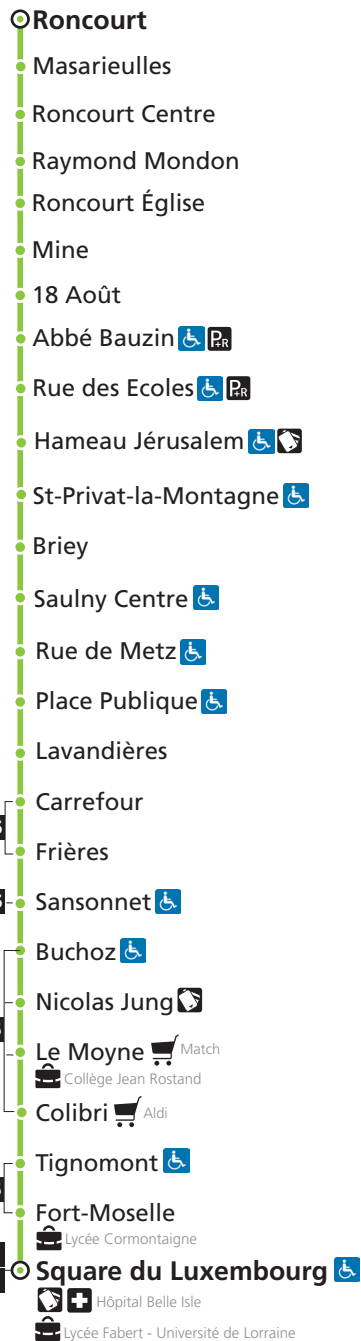 Roncourt
Masarieulles
Roncourt Centre
Raymond Mondon
Roncourt Église
Mine
18 Août
Abbé Bauzin P+R
Rue des Ecoles P+R
Hameau Jérusalem
St-Privat-la-Montagne
Briey
Saulny Centre
Rue de Metz
Place Publique
Lavandières
Carrefour
Frières
Sansonnet
Buchoz
Nicolas Jung
Le Moyne Match
Collège Jean Rostand
Colibri Aldi
Tignomont
Fort-Moselle
Lycée Cormontaigne
Square du Luxembourg
Hôpital Belle Isle
Lycée Fabert - Université de Lorraine